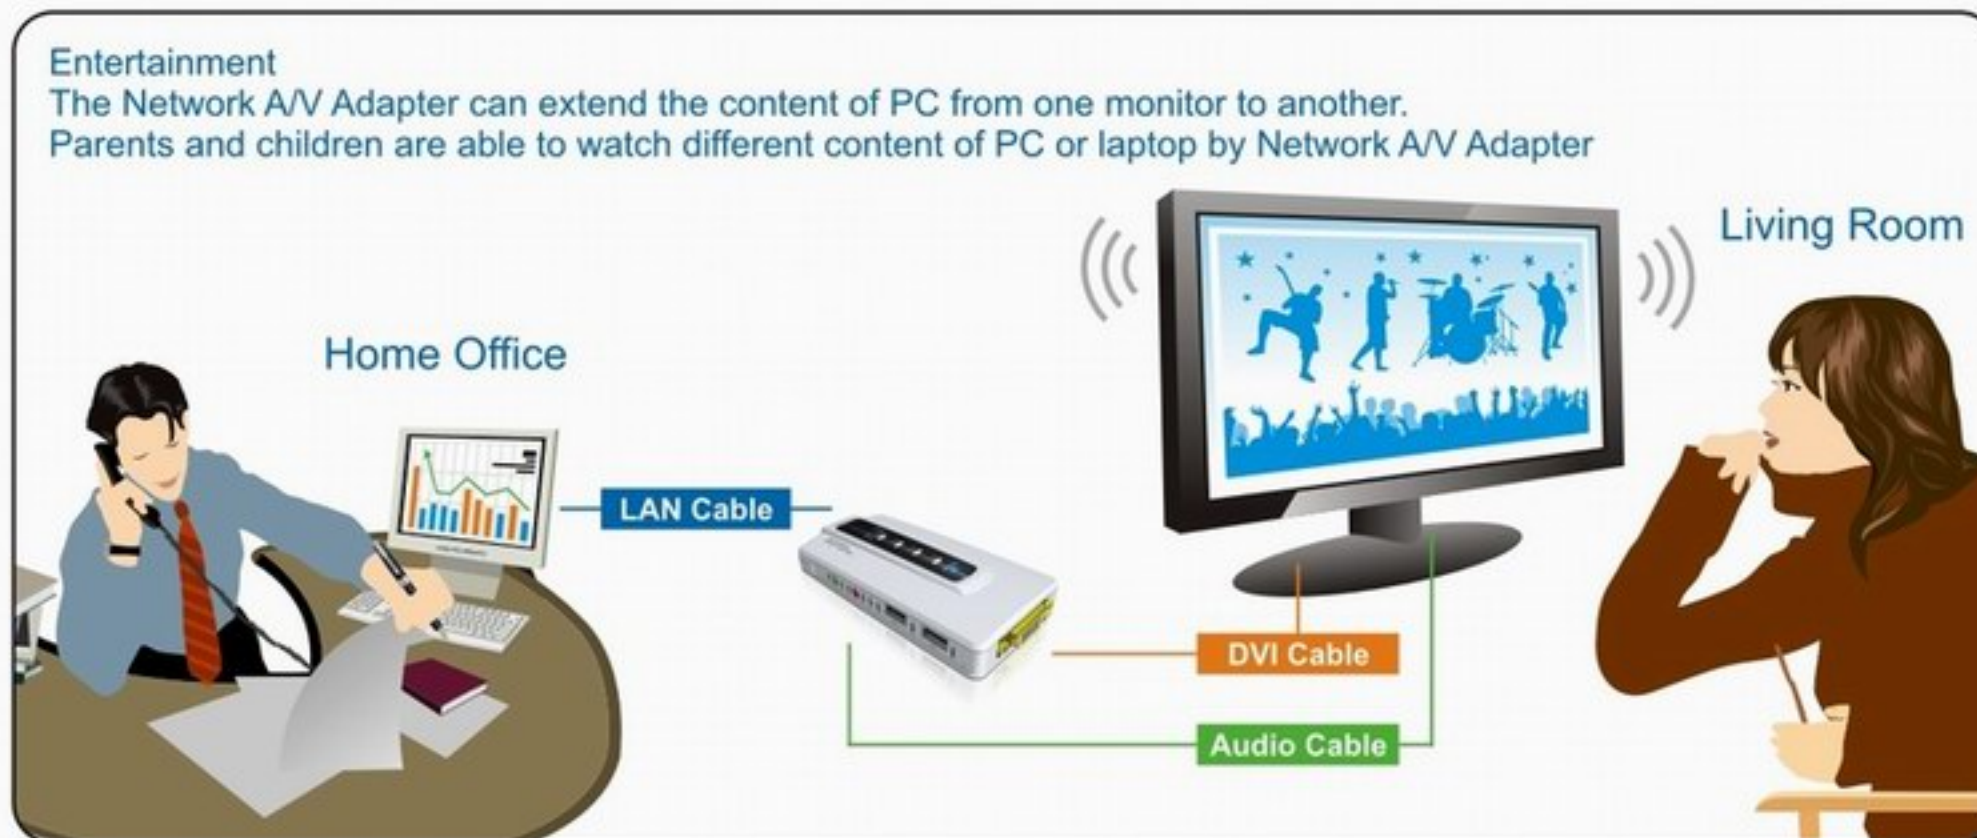 Entertainment
The Network A/V Adapter can extend the content of PC from one monitor to another.
Parents and children are able to watch different content of PC or laptop by Network A/V Adapter
Living Room
Home Office
LAN Cable
DVI Cable
Audio Cable